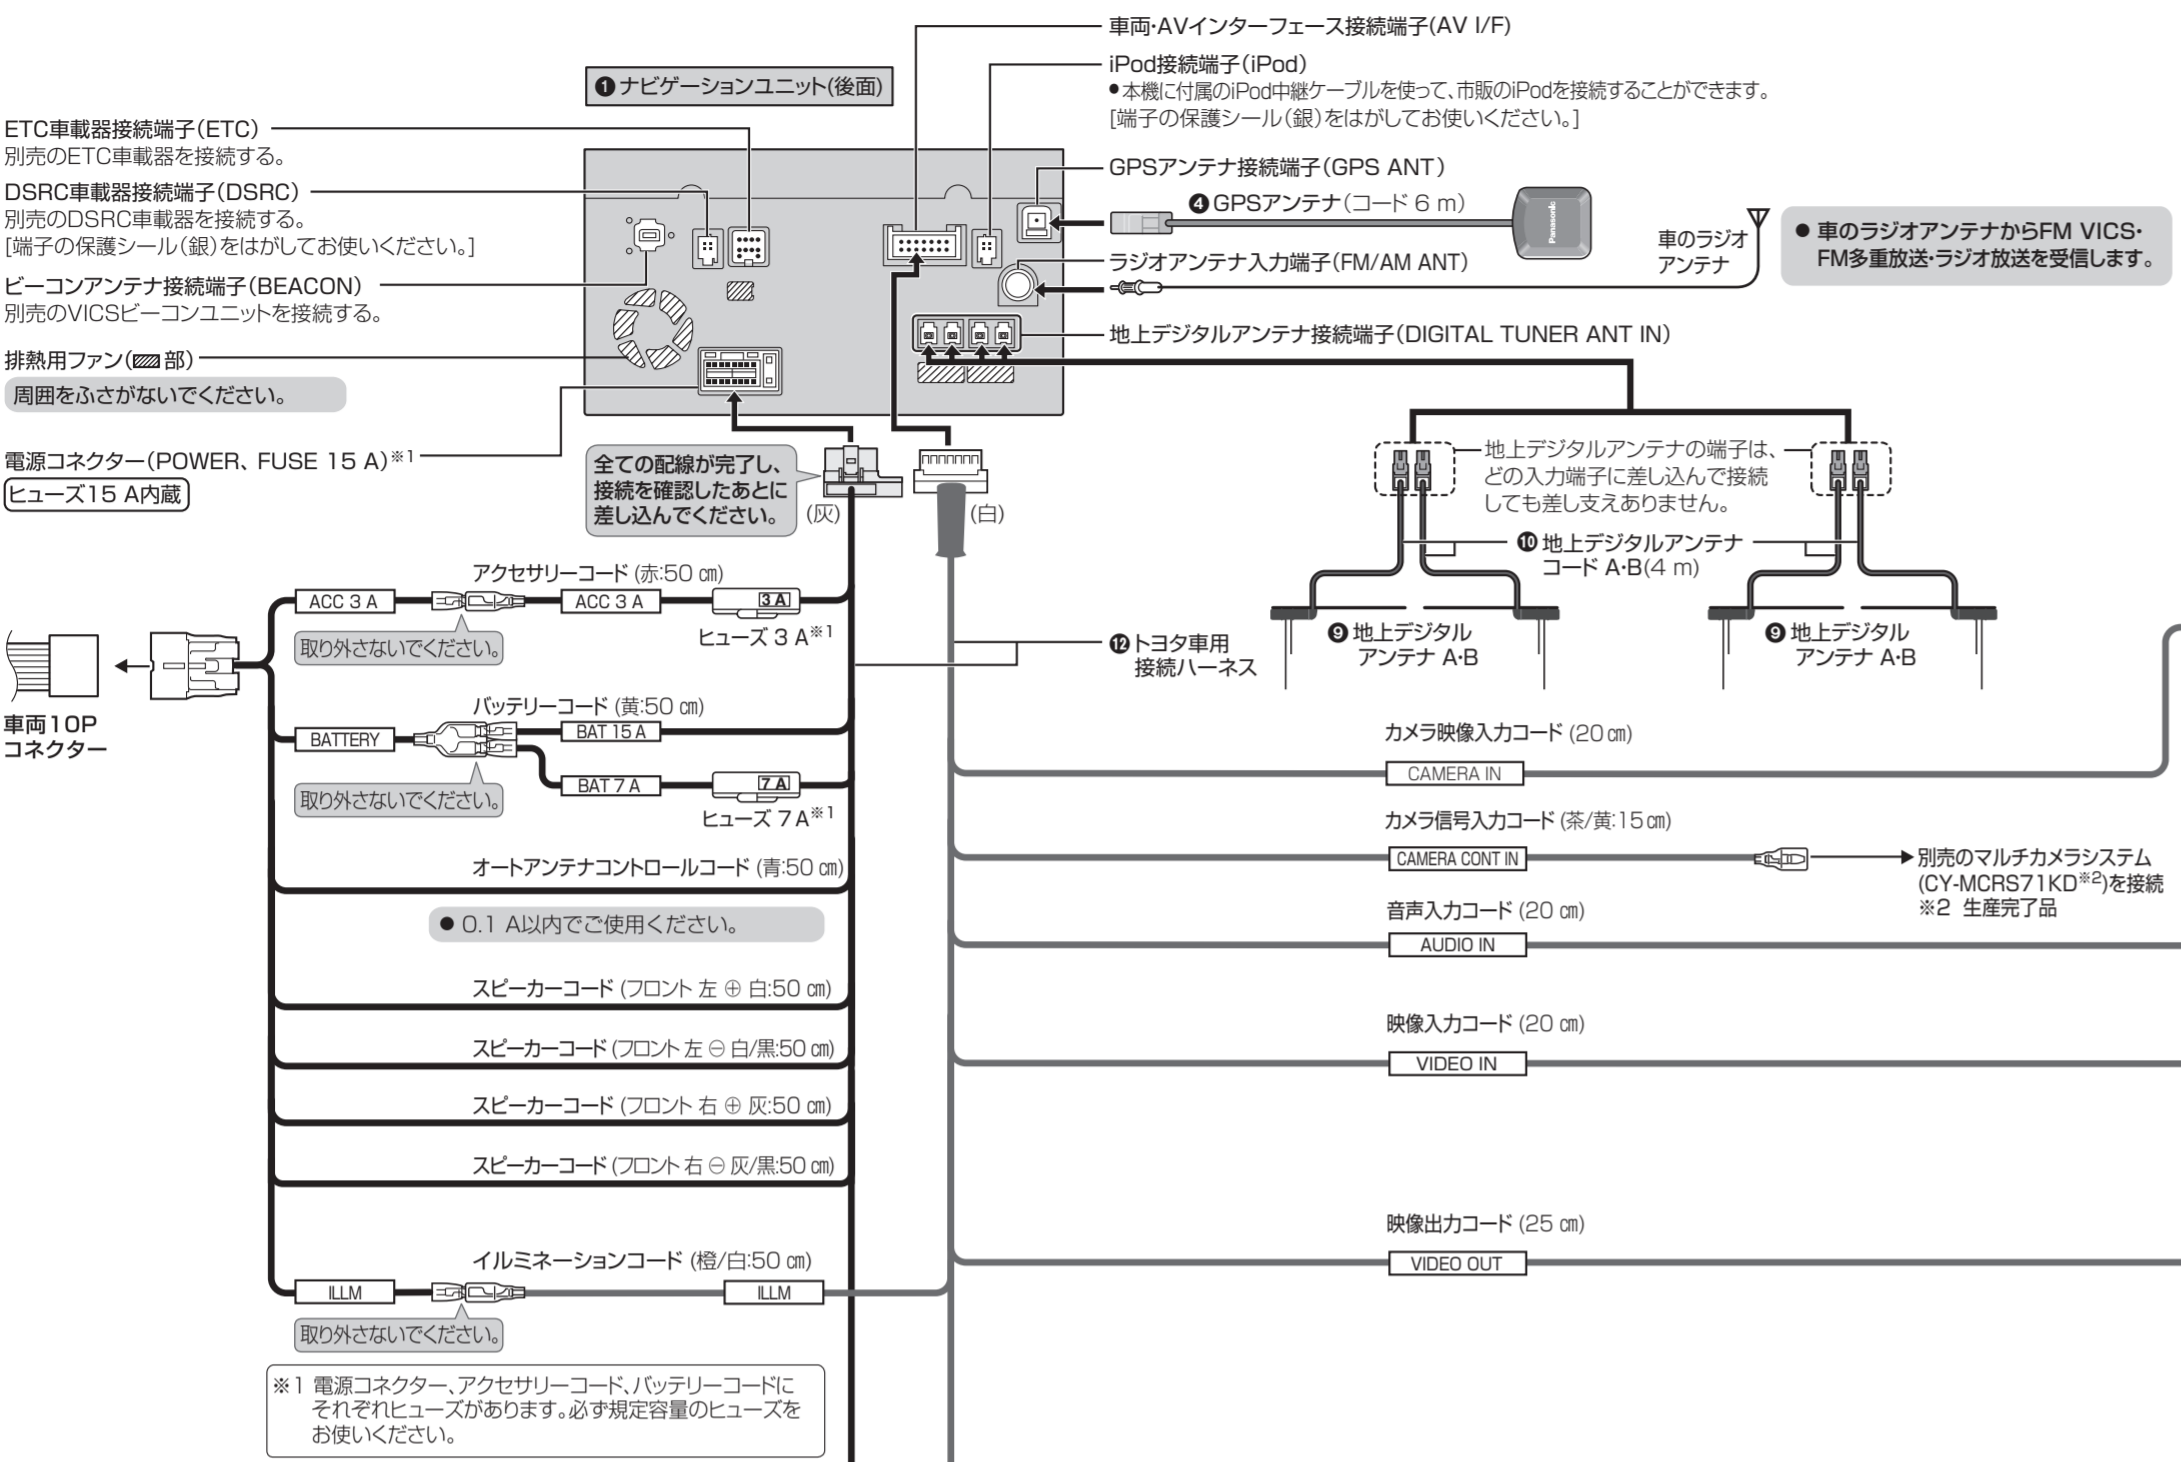 車両・AVインターフェース接続端子(AV I/F)
iPod接続端子(iPod)
●本機に付属のiPod中継ケーブルを使って、市販のiPodを接続することができます。
[端子の保護シール(銀)をはがしてお使いください。]
❶ナビゲーションユニット(後面)
ETC車載器接続端子(ETC)
別売のETC車載器を接続する。
DSRC車載器接続端子(DSRC)
別売のDSRC車載器を接続する。
[端子の保護シール(銀)をはがしてお使いください。]
ビーコンアンテナ接続端子(BEACON)
別売のVICSビーコンユニットを接続する。
排熱用ファン(部)
周囲をふさがないでください。
電源コネクター(POWER、FUSE 15 A)※1
ヒューズ15 A内蔵
GPSアンテナ接続端子(GPS ANT)
❹GPSアンテナ(コード 6 m)
Panasonic
ラジオアンテナ入力端子(FM/AM ANT)
車のラジオ
アンテナ
● 車のラジオアンテナからFM VICS・
FM多重放送・ラジオ放送を受信します。
地上デジタルアンテナ接続端子(DIGITAL TUNER ANT IN)
全ての配線が完了し、
接続を確認したあとに
差し込んでください。
(灰)
(白)
地上デジタルアンテナの端子は、
どの入力端子に差し込んで接続
しても差し支えありません。
❿地上デジタルアンテナ
コード A・B(4 m)
❾地上デジタル
アンテナ A・B
❾地上デジタル
アンテナ A・B
⓬トヨタ車用
接続ハーネス
車両10P
コネクター
アクセサリーコード (赤:50 ㎝)
ACC 3 A
ACC 3 A
3 A
取り外さないでください。
ヒューズ 3 A※1
バッテリーコード (黄:50 ㎝)
BATTERY
BAT 15 A
BAT 7 A
7 A
取り外さないでください。
ヒューズ 7 A※1
オートアンテナコントロールコード (青:50 ㎝)
● 0.1 A以内でご使用ください。
スピーカーコード (フロント 左 ⊕ 白:50 ㎝)
スピーカーコード (フロント 左 ⊖ 白/黒:50 ㎝)
スピーカーコード (フロント 右 ⊕ 灰:50 ㎝)
スピーカーコード (フロント 右 ⊖ 灰/黒:50 ㎝)
イルミネーションコード (橙/白:50 ㎝)
ILLM
ILLM
取り外さないでください。
※1 電源コネクター、アクセサリーコード、バッテリーコードに
それぞれヒューズがあります。必ず規定容量のヒューズを
お使いください。
カメラ映像入力コード (20 ㎝)
CAMERA IN
カメラ信号入力コード (茶/黄:15 ㎝)
CAMERA CONT IN
別売のマルチカメラシステム
(CY-MCRS71KD※2)を接続
※2 生産完了品
音声入力コード (20 ㎝)
AUDIO IN
映像入力コード (20 ㎝)
VIDEO IN
映像出力コード (25 ㎝)
VIDEO OUT